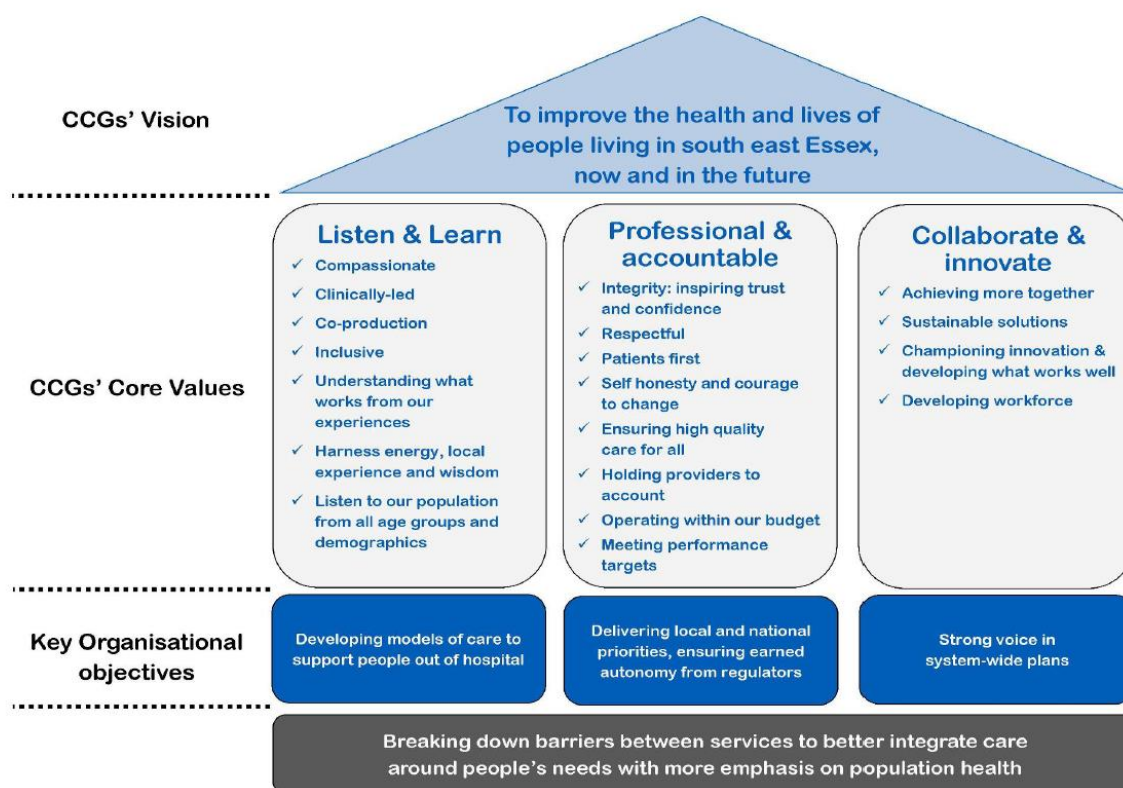 CCGs' Vision
To improve the health and lives of
people living in south east Essex,
now and in the future
CCGs' Core Values
Listen & Learn
✓ Compassionate
✓ Clinically-led
✓ Co-production
✓ Inclusive
✓ Understanding what
works from our
experiences
✓ Harness energy, local
experience and wisdom
✓ Listen to our population
from all age groups and
demographics
Professional &
accountable
✓ Integrity: inspiring trust
and confidence
✓ Respectful
✓ Patients first
✓ Self honesty and courage
to change
✓ Ensuring high quality
care for all
✓ Holding providers to
account
✓ Operating within our budget
✓ Meeting performance
targets
Collaborate &
innovate
✓ Achieving more together
✓ Sustainable solutions
✓ Championing innovation &
developing what works well
✓ Developing workforce
Key Organisational
objectives
Developing models of care to
support people out of hospital
Delivering local and national
priorities, ensuring earned
autonomy from regulators
Strong voice in
system-wide plans
Breaking down barriers between services to better integrate care
around people's needs with more emphasis on population health